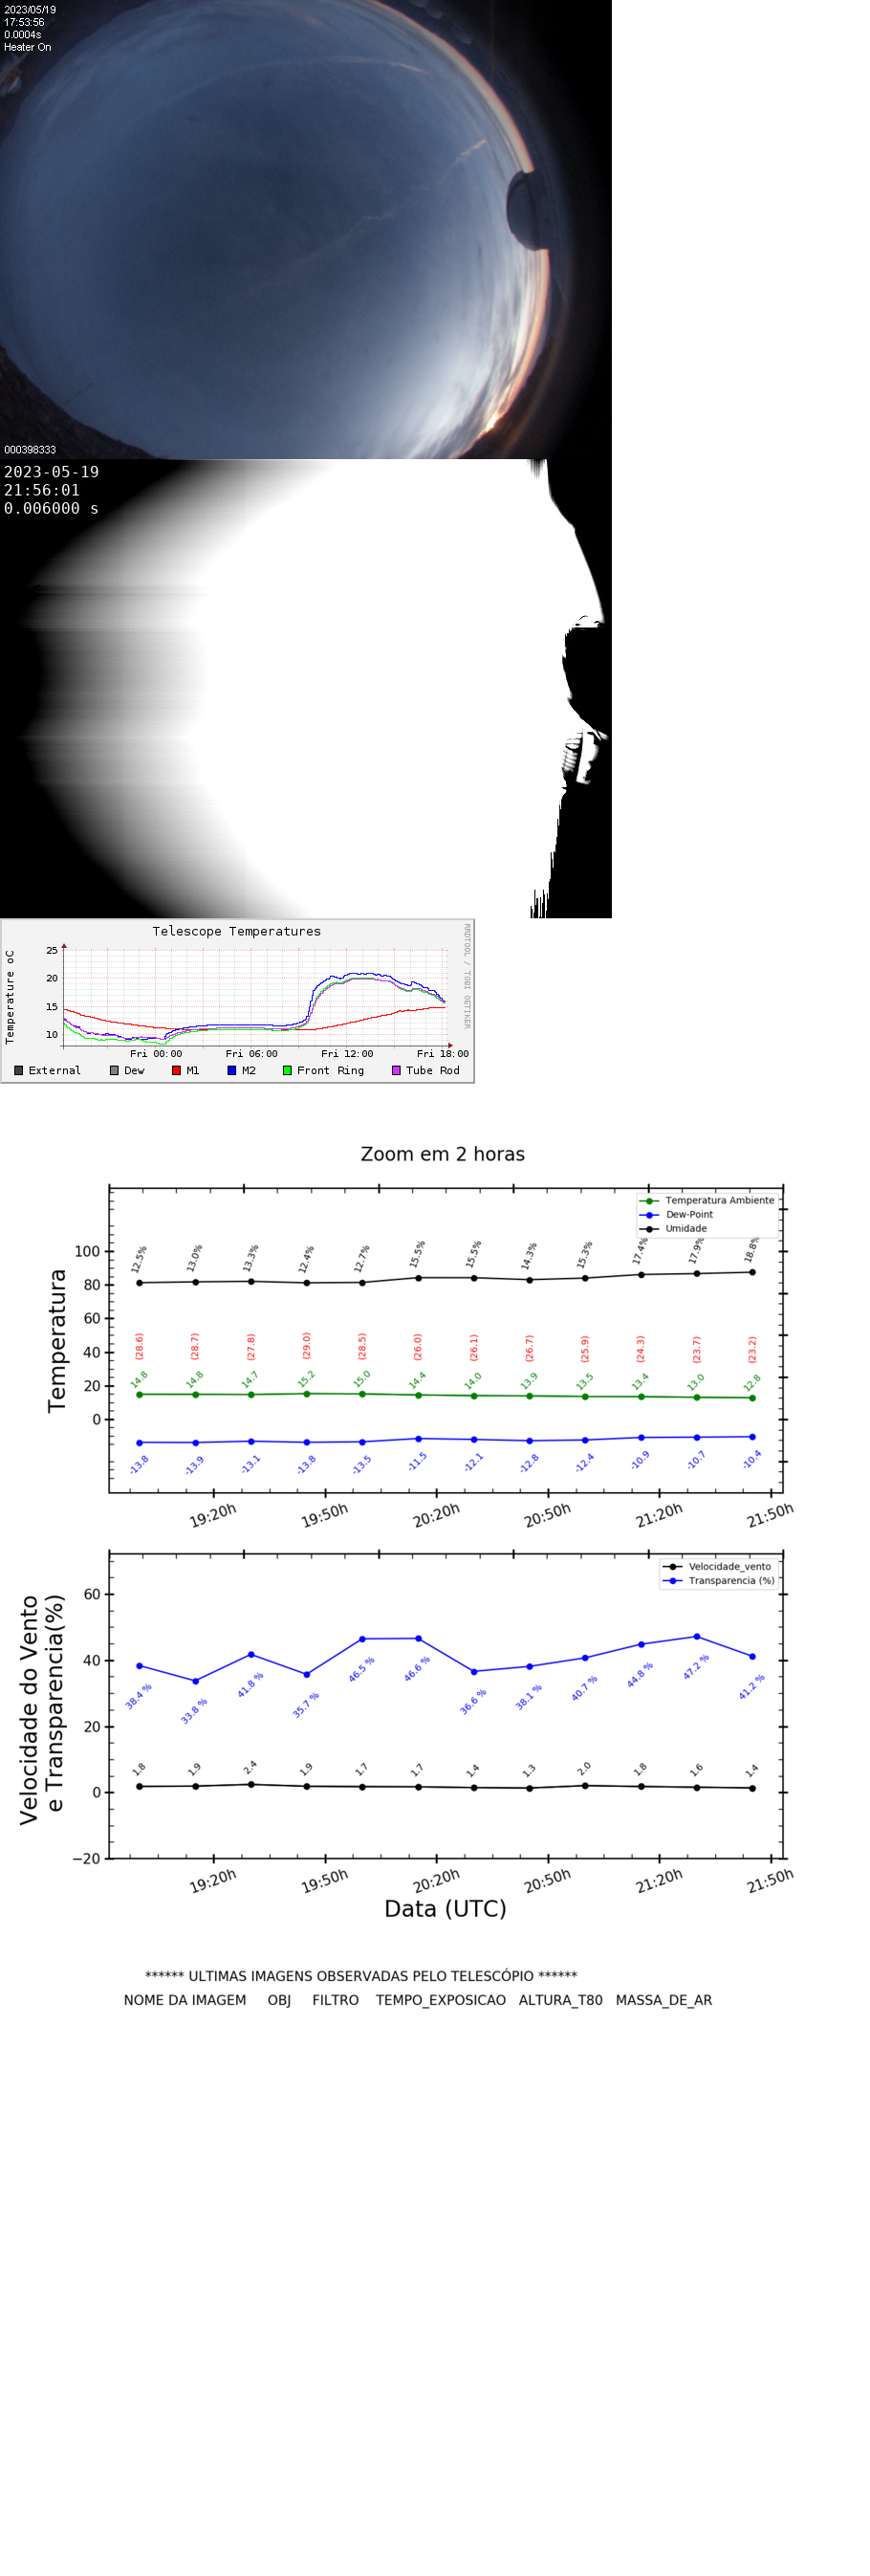 2023/05/19
17:53:56
0.0004s
Heater On
000398333
2023-05-19
21:56:01
0.006000 s
Telescope Temperatures
RRDTOOL / TOBI OETIKER
Temperature oC
25
20
15
10
Fri 00:00 Fri 06:00 Fri 12:00 Fri 18:00
External Dew M1 M2 Front Ring Tube Rod
Zoom em 2 horas
Temperatura Ambiente
Dew-Point
Umidade
Temperatura
100
80
60
40
20
0
12.5% 13.0% 13.3% 12.4% 12.7% 15.5% 15.5% 14.3% 15.3% 17.4% 17.9% 18.8%
(28.6) (28.7) (27.8) (29.0) (28.5) (26.0) (26.1) (26.7) (25.9) (24.3) (23.7) (23.2)
14.8 14.8 14.7 15.2 15.0 14.4 14.0 13.9 13.5 13.4 13.0 12.8
-13.8 -13.9 -13.1 -13.8 -13.5 -11.5 -12.1 -12.8 -12.4 -10.9 -10.7 -10.4
19:20h 19:50h 20:20h 20:50h 21:20h 21:50h
Velocidade_vento
Transparencia (%)
Velocidade do Vento
e Transparencia(%)
60
40
20
0
−20
38.4 % 33.8 % 41.8 % 35.7 % 46.5 % 46.6 % 36.6 % 38.1 % 40.7 % 44.8 % 47.2 % 41.2 %
1.8 1.9 2.4 1.9 1.7 1.7 1.4 1.3 2.0 1.8 1.6 1.4
19:20h 19:50h 20:20h 20:50h 21:20h 21:50h
Data (UTC)
****** ULTIMAS IMAGENS OBSERVADAS PELO TELESCÓPIO ******
NOME DA IMAGEM OBJ FILTRO TEMPO_EXPOSICAO ALTURA_T80 MASSA_DE_AR